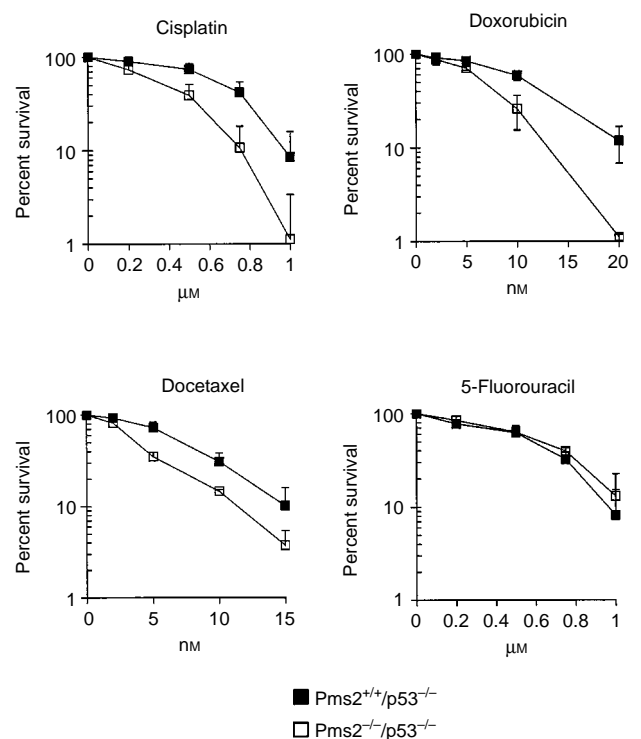 Cisplatin
Percent survival
100
10
1
0 0.2 0.4 0.6 0.8 1
µM
Doxorubicin
Percent survival
100
10
1
0 5 10 15 20
nM
Docetaxel
Percent survival
100
10
1
0 5 10 15
nM
5-Fluorouracil
Percent survival
100
10
1
0 0.2 0.4 0.6 0.8 1
µM
Pms2+/+/p53–/–
Pms2–/–/p53–/–